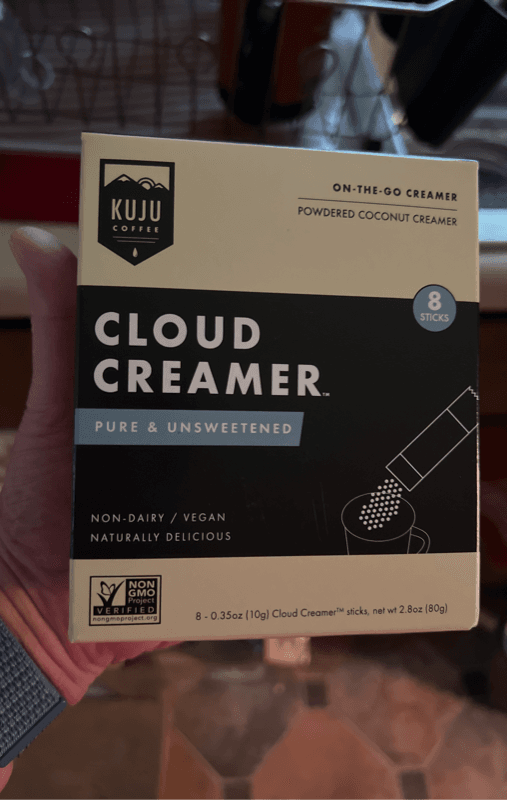 KUJU
COFFEE
ON-THE-GO CREAMER
POWDERED COCONUT CREAMER
8
STICKS
CLOUD
CREAMER™
PURE & UNSWEETENED
NON-DAIRY / VEGAN
NATURALLY DELICIOUS
NON
GMO
Project
VERIFIED
nongmoproject.org
8 - 0.35oz (10g) Cloud Creamer™ sticks, net wt 2.8oz (80g)